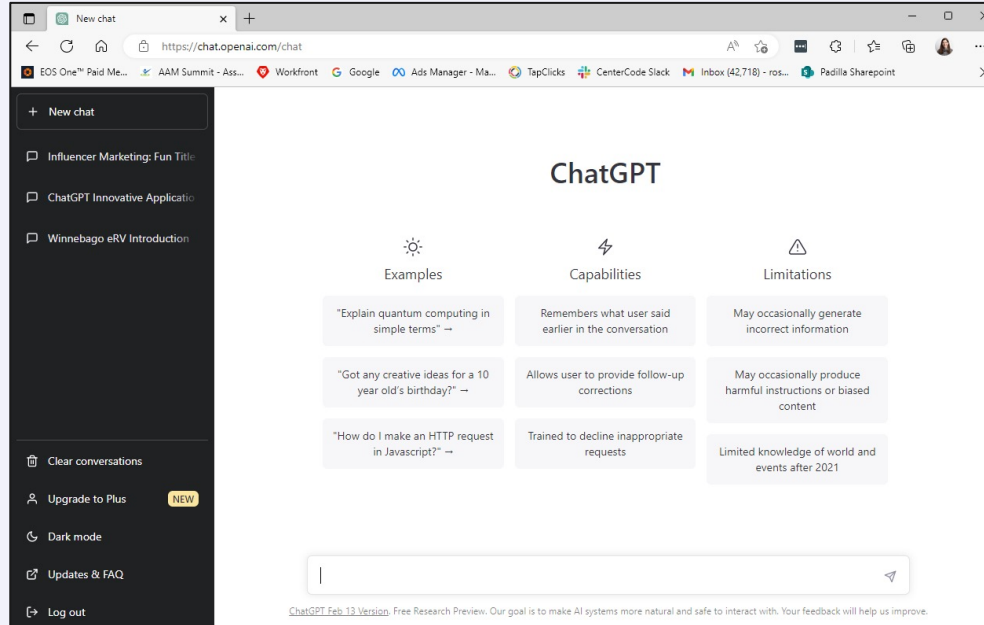 New chat
https://chat.openai.com/chat
EOS One™ Paid Me...
AAM Summit - Ass...
Workfront
Google
Ads Manager - Ma...
TapClicks
CenterCode Slack
Inbox (42,718) - ros...
Padilla Sharepoint
+ New chat
Influencer Marketing: Fun Title
ChatGPT Innovative Applicatio
Winnebago eRV Introduction
Clear conversations
Upgrade to Plus
NEW
Dark mode
Updates & FAQ
Log out
ChatGPT
Examples
"Explain quantum computing in
simple terms" →
"Got any creative ideas for a 10
year old's birthday?" →
"How do I make an HTTP request
in Javascript?" →
Capabilities
Remembers what user said
earlier in the conversation
Allows user to provide follow-up
corrections
Trained to decline inappropriate
requests
Limitations
May occasionally generate
incorrect information
May occasionally produce
harmful instructions or biased
content
Limited knowledge of world and
events after 2021
ChatGPT Feb 13 Version. Free Research Preview. Our goal is to make AI systems more natural and safe to interact with. Your feedback will help us improve.